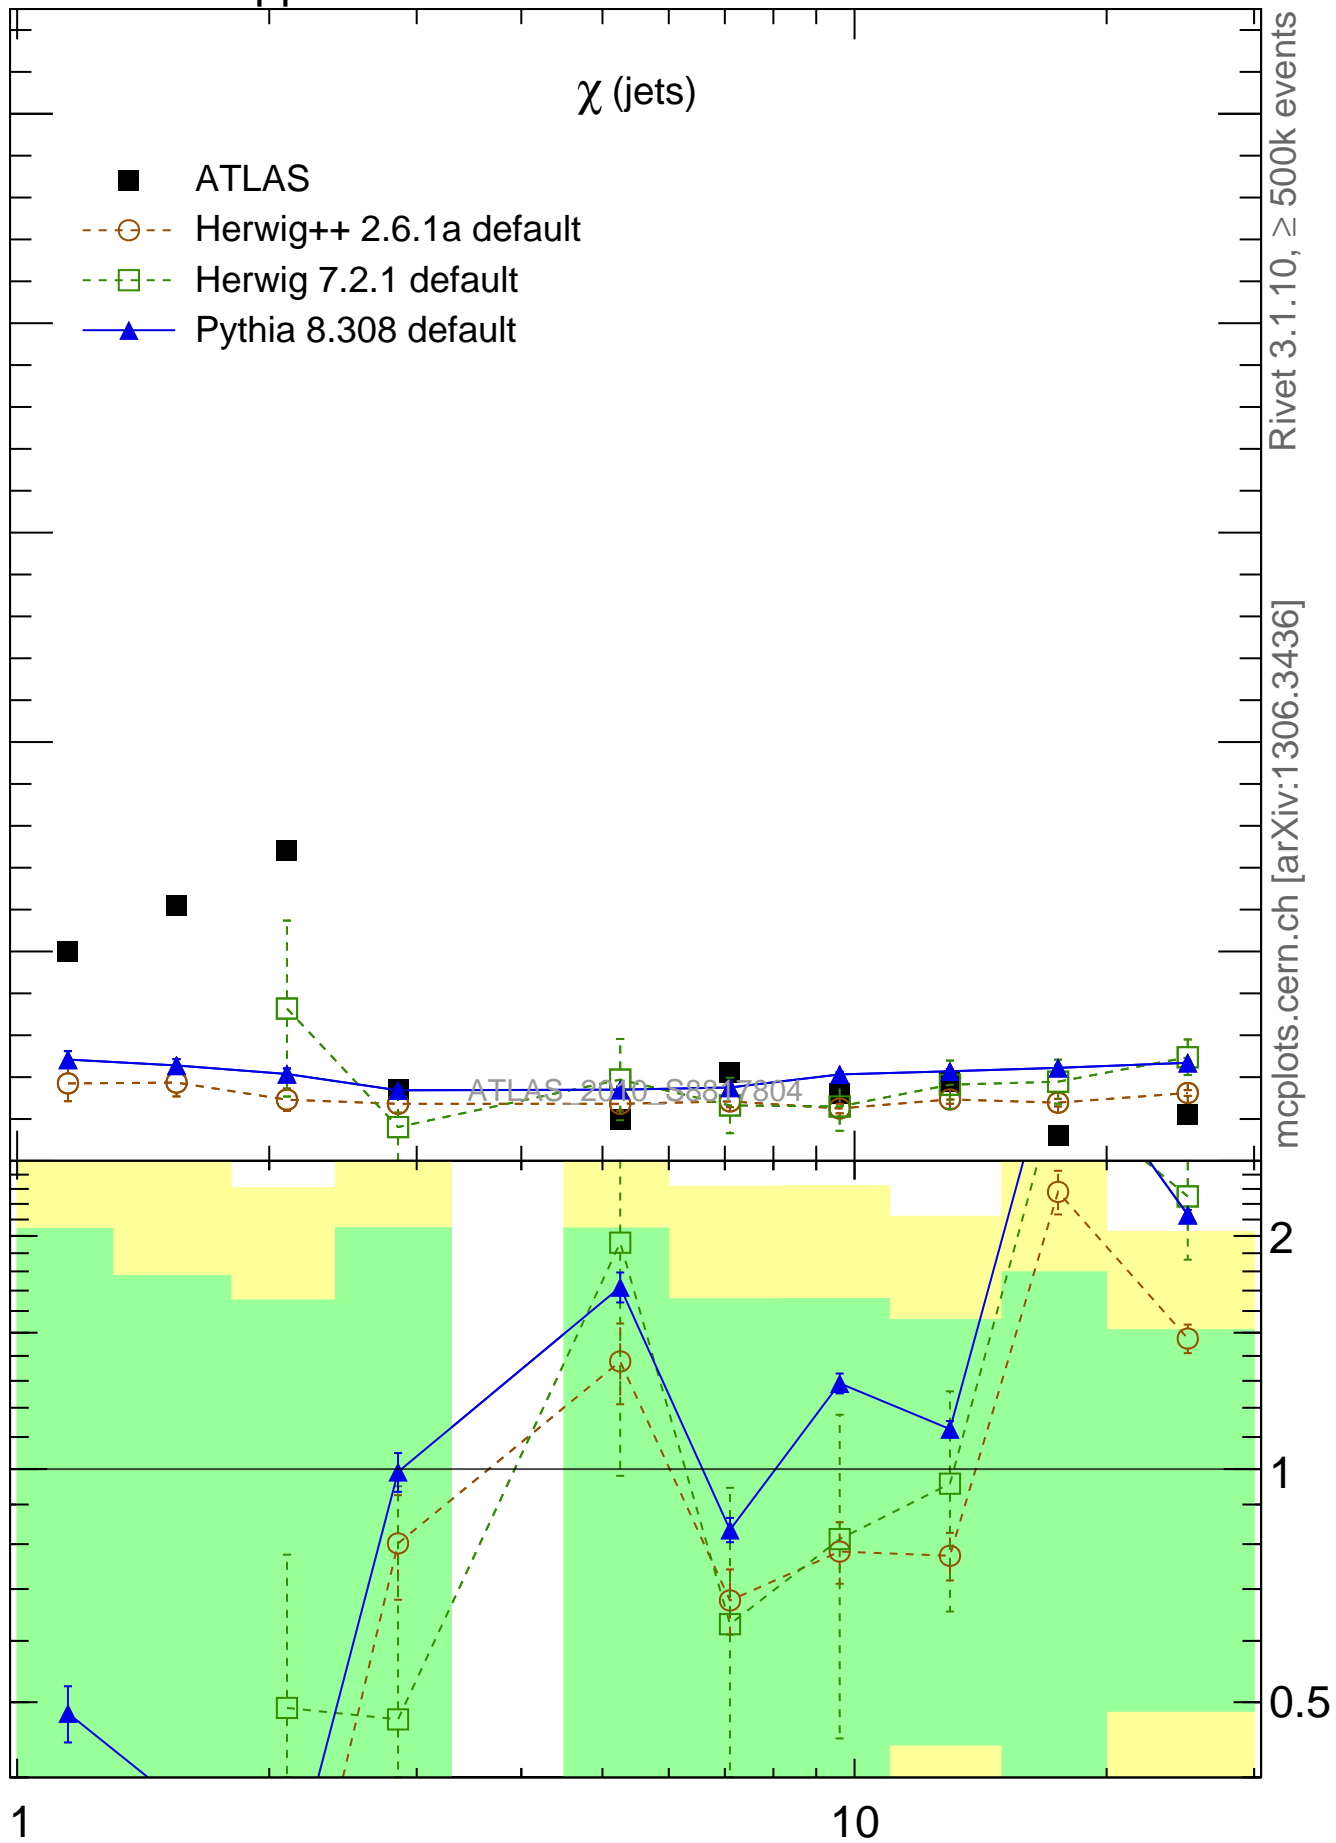 χ (jets)
ATLAS
Herwig++ 2.6.1a default
Herwig 7.2.1 default
Pythia 8.308 default
ATLAS_2010_S8817804
Rivet 3.1.10, ≥ 500k events
mcplots.cern.ch [arXiv:1306.3436]
2
1
0.5
1
10